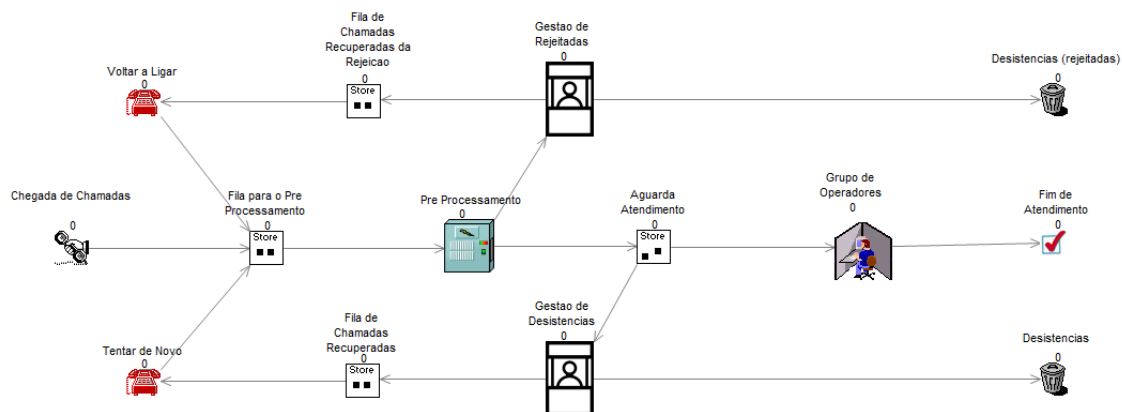 Fila de
Chamadas
Recuperadas da
Rejeicao
0
Store
Gestao de
Rejeitadas
0
Desistencias (rejeitadas)
0
Voltar a Ligar
0
Chegada de Chamadas
0
Fila para o Pre
Processamento
0
Store
Pre Processamento
0
Aguarda
Atendimento
0
Store
Grupo de
Operadores
0
Fim de
Atendimento
0
Tentar de Novo
0
Fila de
Chamadas
Recuperadas
0
Store
Gestao de
Desistencias
0
Desistencias
0